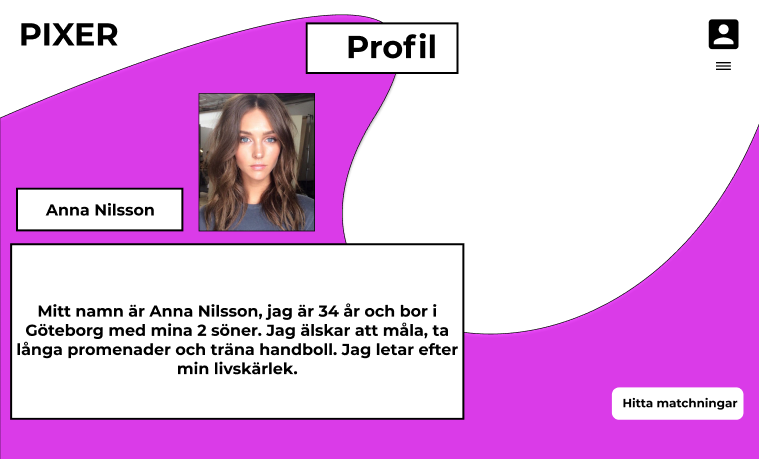 PIXER
Profil
Anna Nilsson
Mitt namn är Anna Nilsson, jag är 34 år och bor i
Göteborg med mina 2 söner. Jag älskar att måla, ta
långa promenader och träna handboll. Jag letar efter
min livskärlek.
Hitta matchningar